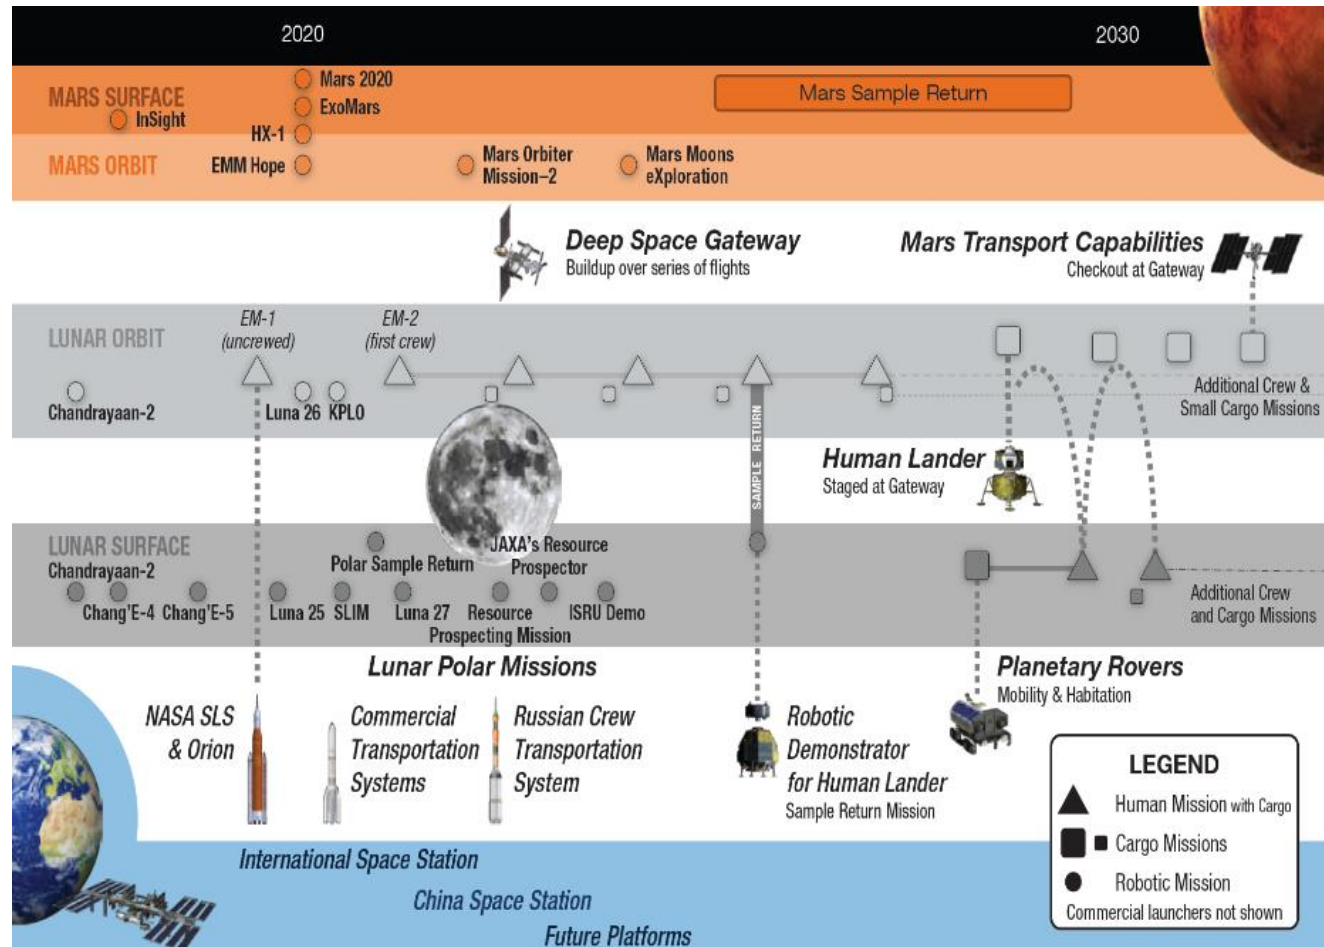 2020
2030
MARS SURFACE
InSight
Mars 2020
ExoMars
HX-1
Mars Sample Return
MARS ORBIT
EMM Hope
Mars Orbiter
Mission–2
Mars Moons
eXploration
Deep Space Gateway
Buildup over series of flights
Mars Transport Capabilities
Checkout at Gateway
LUNAR ORBIT
EM-1
(uncrewed)
EM-2
(first crew)
Chandrayaan-2
Luna 26
KPLO
Additional Crew &
Small Cargo Missions
SAMPLE RETURN
Human Lander
Staged at Gateway
LUNAR SURFACE
Chandrayaan-2
Polar Sample Return
JAXA's Resource
Prospector
Chang'E-4
Chang'E-5
Luna 25
SLIM
Luna 27
Resource
Prospecting Mission
ISRU Demo
Additional Crew
and Cargo Missions
Lunar Polar Missions
Planetary Rovers
Mobility & Habitation
NASA SLS
& Orion
Commercial
Transportation
Systems
Russian Crew
Transportation
System
Robotic
Demonstrator
for Human Lander
Sample Return Mission
LEGEND
Human Mission with Cargo
Cargo Missions
Robotic Mission
Commercial launchers not shown
International Space Station
China Space Station
Future Platforms